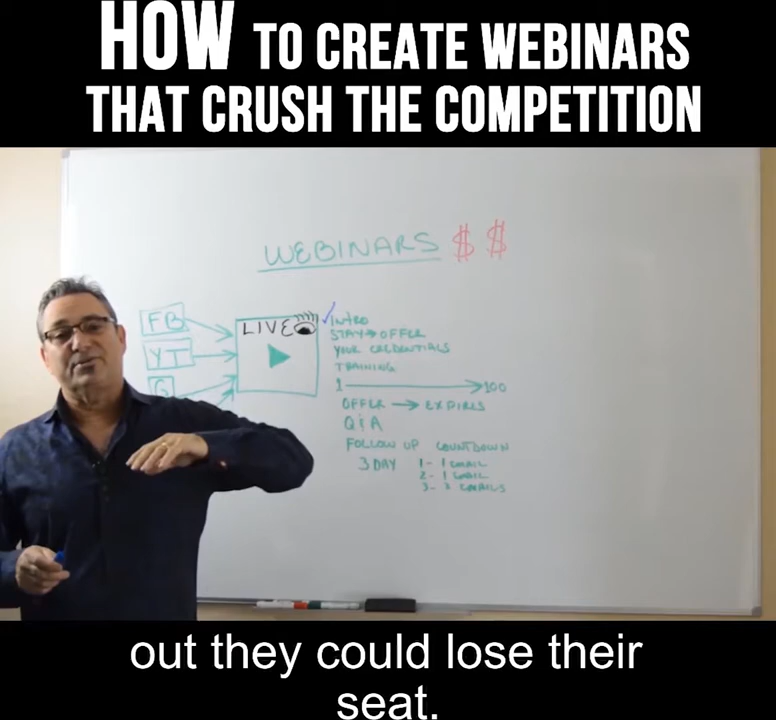 HOW TO CREATE WEBINARS
THAT CRUSH THE COMPETITION
WEBINARS $ $
FB
LIVE
INTRO
STAY → OFFER
YOUR CREDENTIALS
YT
TRAINING
G
1 → 100
OFFER → EXPIRES
Q & A
FOLLOW UP COUNTDOWN
3 DAY 1 - 1 EMAIL
2 - 1 EMAIL
3 - 3 EMAILS
out they could lose their
seat.